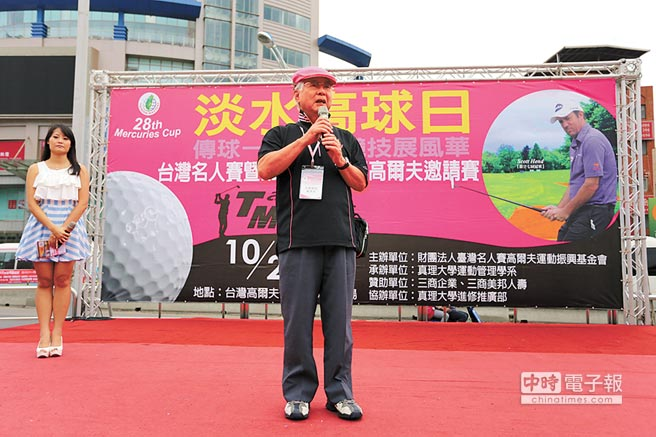 28th
Mercuries Cup
淡水高球日
傳球一 技展風華
台灣名人賽暨 高爾夫邀請賽
Scott Hend
TM
10/2
主辦單位：財團法人臺灣名人賽高爾夫運動振興基金會
承辦單位：真理大學運動管理學系
贊助單位：三商企業、三商美邦人壽
地點：台灣高爾夫
協辦單位：真理大學進修推廣部
中時電子報
chinatimes.com